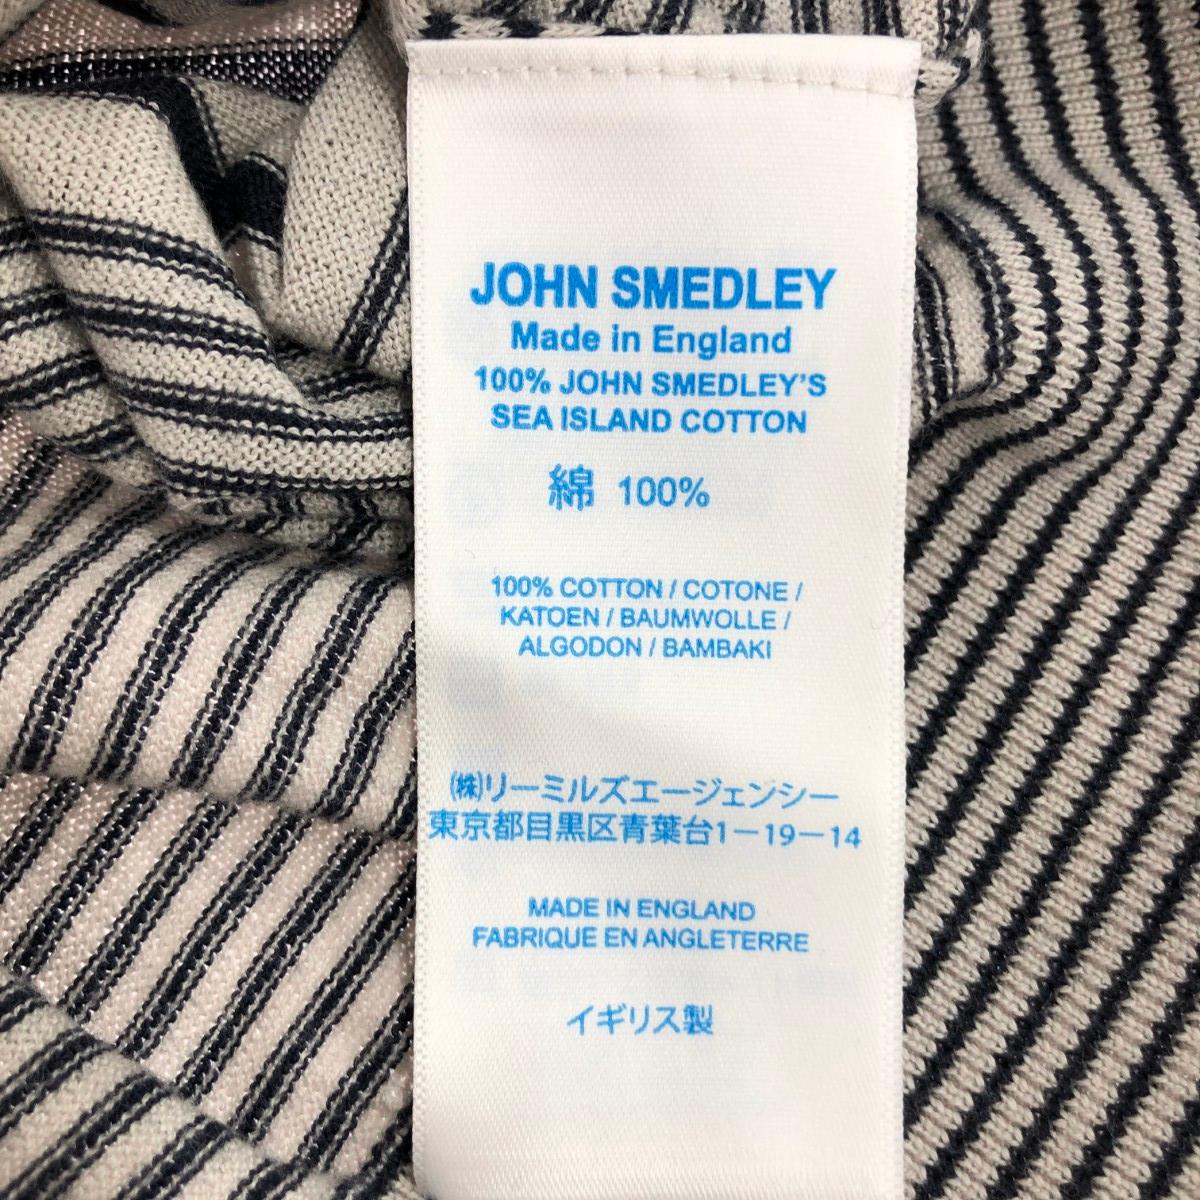 JOHN SMEDLEY
Made in England
100% JOHN SMEDLEY'S
SEA ISLAND COTTON
綿 100%
100% COTTON / COTONE /
KATOEN / BAUMWOLLE /
ALGODON / BAMBAKI
㈱リーミルズエージェンシー
東京都目黒区青葉台1－19－14
MADE IN ENGLAND
FABRIQUE EN ANGLETERRE
イギリス製